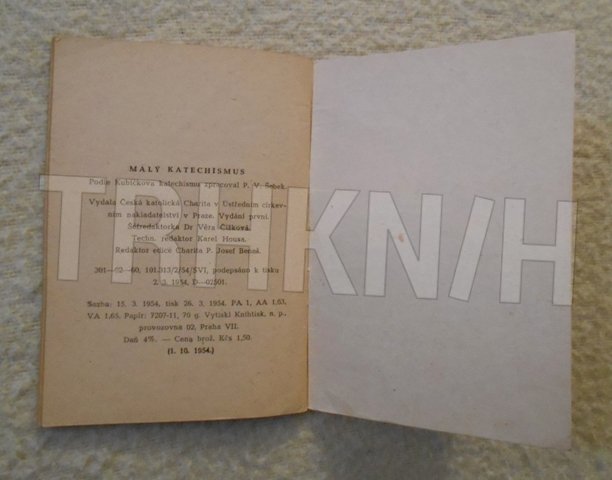 MALÝ KATECHISMUS
Podle Kubíčkova katechismu zpracoval P. V. Šebek.
Vydala Česká katolická Charita v Ústředním církev-
ním nakladatelství v Praze. Vydání první.
Šéfredaktorka Dr Věra Čížková.
Techn. redaktor Karel Housa.
Redaktor edice Charita P. Josef Beneš.
301—02—60, 101.313/2/54/SVI, podepsáno k tisku
2. 3. 1954, D—02501.
Sazba: 15. 3. 1954, tisk 26. 3. 1954. PA 1, AA 1,63,
VA 1,65. Papír: 7207-11, 70 g. Vytiskl Knihtisk, n. p.,
provozovna 02, Praha VII.
Daň 4%. — Cena brož. Kčs 1,50.
(1. 10. 1954.)